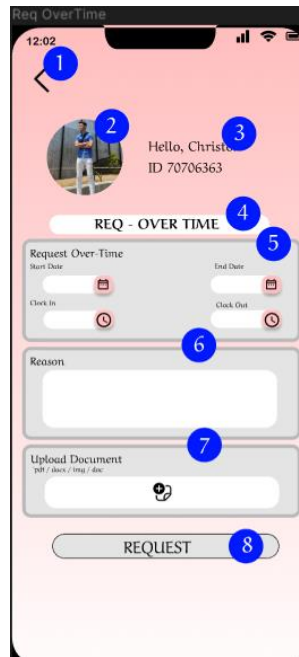 Req OverTime
12:02
1
2
3
Hello,
ID 70706363
4
REQ - OVER TIME
5
Request Over-Time
Start Date End Date
Clock In Clock Out
6
Reason
7
Upload Document
*pdf / docs / img / doc
REQUEST 8